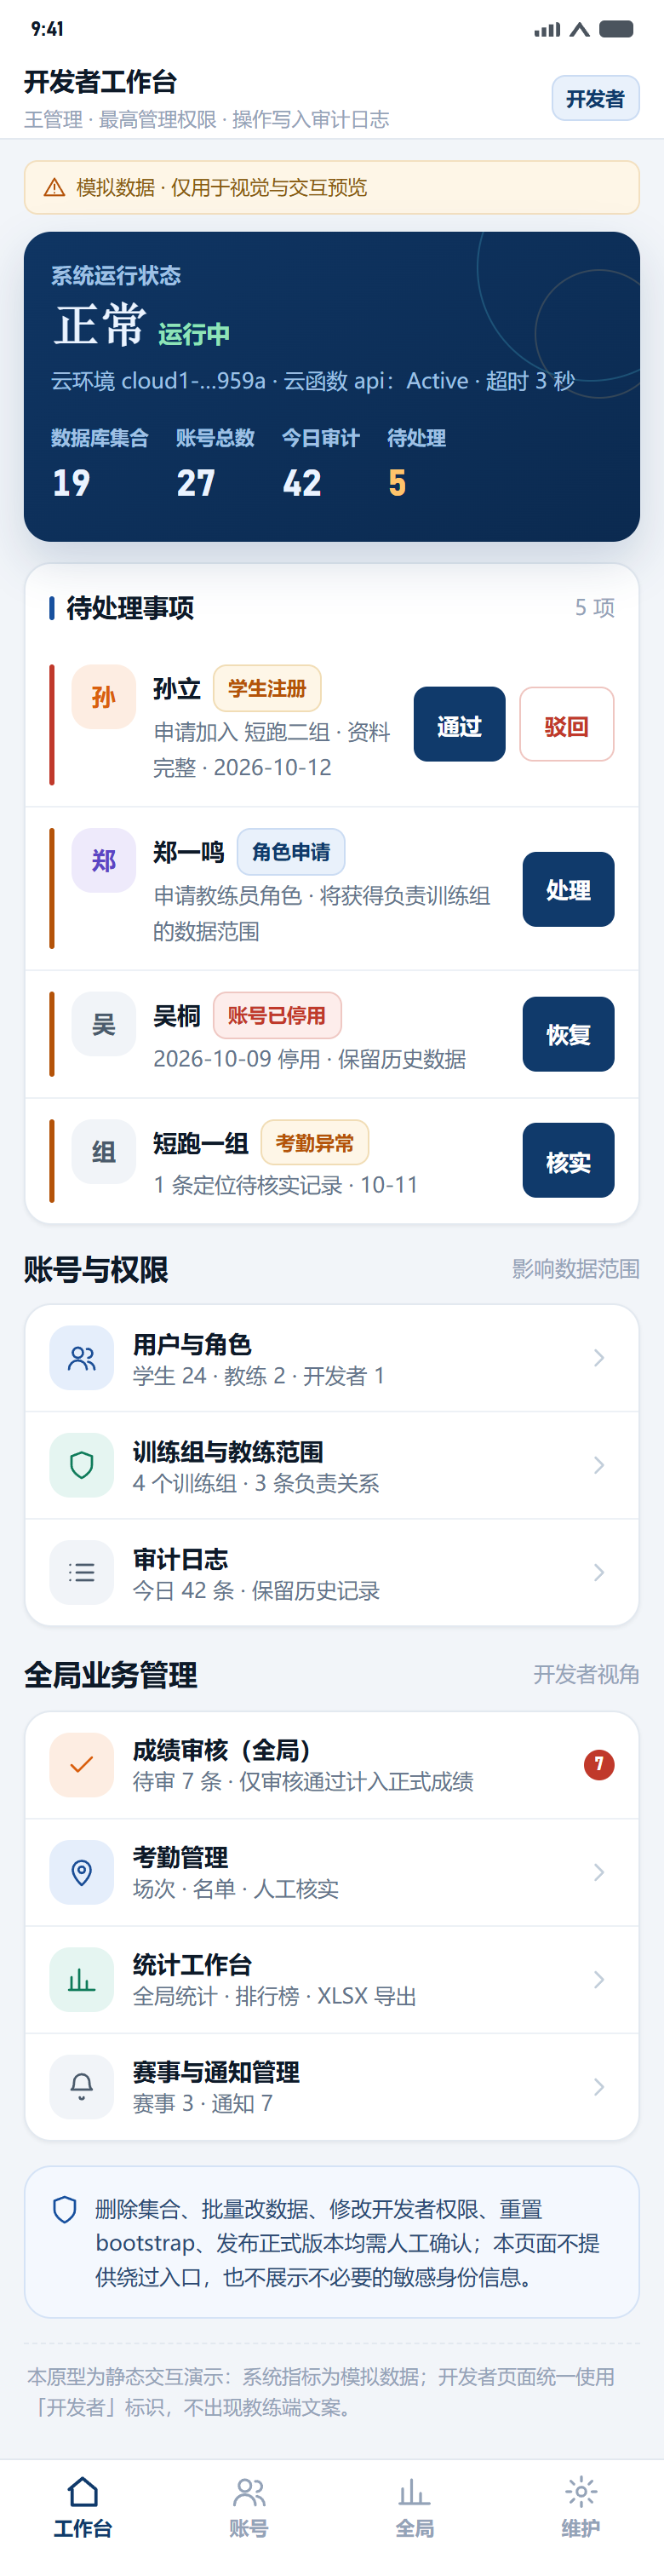 9:41
开发者工作台
王管理 · 最高管理权限 · 操作写入审计日志
开发者
模拟数据 · 仅用于视觉与交互预览
系统运行状态
正常 运行中
云环境 cloud1-...959a · 云函数 api：Active · 超时 3 秒
数据库集合 账号总数 今日审计 待处理
19 27 42 5
待处理事项 5 项
孙 孙立 学生注册
申请加入 短跑二组 · 资料
完整 · 2026-10-12
通过 驳回
郑 郑一鸣 角色申请
申请教练员角色 · 将获得负责训练组
的数据范围
处理
吴 吴桐 账号已停用
2026-10-09 停用 · 保留历史数据
恢复
组 短跑一组 考勤异常
1 条定位待核实记录 · 10-11
核实
账号与权限 影响数据范围
用户与角色
学生 24 · 教练 2 · 开发者 1
训练组与教练范围
4 个训练组 · 3 条负责关系
审计日志
今日 42 条 · 保留历史记录
全局业务管理 开发者视角
成绩审核（全局）
待审 7 条 · 仅审核通过计入正式成绩
7
考勤管理
场次 · 名单 · 人工核实
统计工作台
全局统计 · 排行榜 · XLSX 导出
赛事与通知管理
赛事 3 · 通知 7
删除集合、批量改数据、修改开发者权限、重置
bootstrap、发布正式版本均需人工确认；本页面不提
供绕过入口，也不展示不必要的敏感身份信息。
本原型为静态交互演示：系统指标为模拟数据；开发者页面统一使用
「开发者」标识，不出现教练端文案。
工作台 账号 全局 维护